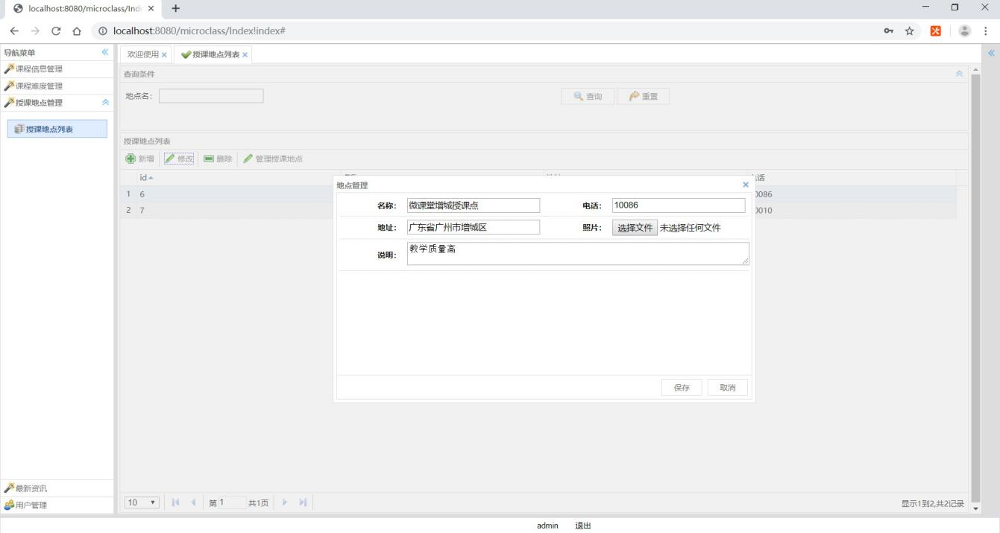 localhost:8080/microclass/Ind
localhost:8080/microclass/Index!index#
导航菜单
课程信息管理
课程难度管理
授课地点管理
授课地点列表
最新资讯
用户管理
欢迎使用 授课地点列表
查询条件
地点名: 查询 重置
授课地点列表
新增 修改 删除 管理授课地点
id 话
1 6 0086
2 7 0010
地点管理
名称: 微课堂增城授课点 电话: 10086
地址: 广东省广州市增城区 照片: 选择文件 未选择任何文件
说明: 教学质量高
保存 取消
10 第 1 共1页 显示1到2,共2记录
admin 退出